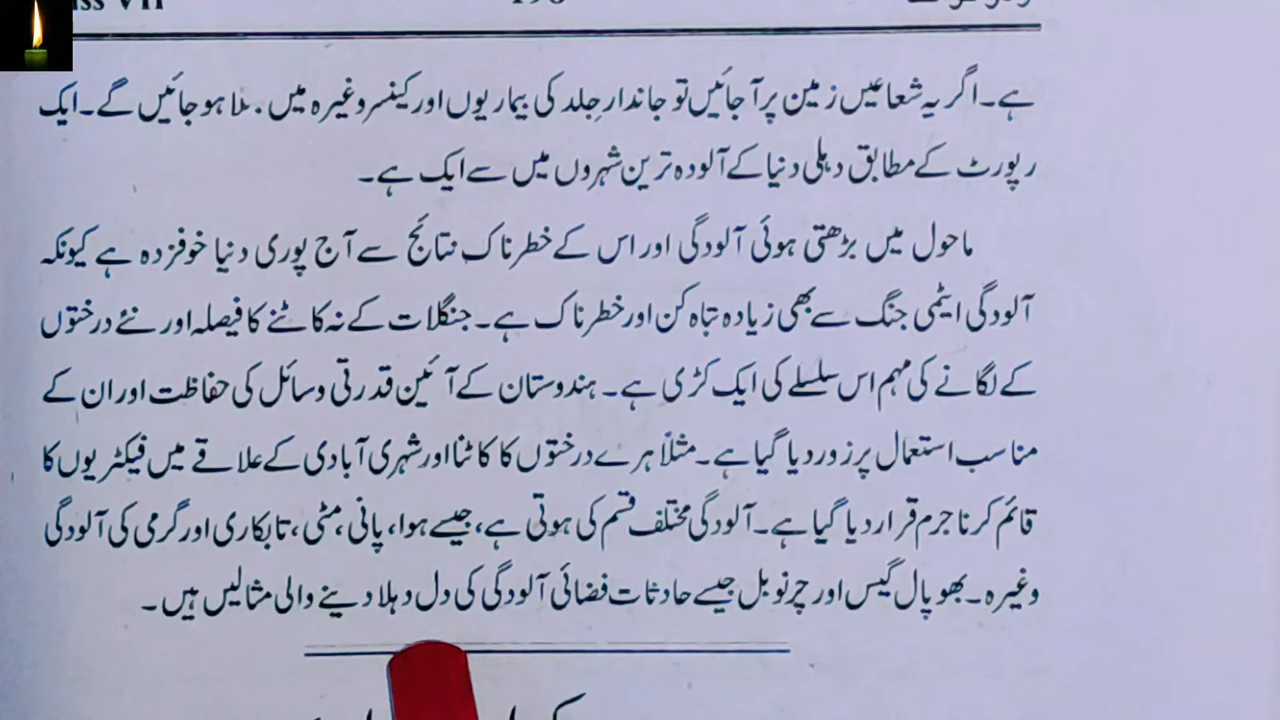 ہے۔ اگر یہ شعاعیں زمین پر آ جائیں تو جاندار جِلد کی بیماریوں اور کینسر وغیرہ میں ہو جائیں گے۔ ایک
رپورٹ کے مطابق دہلی دنیا کے آلودہ ترین شہروں میں سے ایک ہے۔
ماحول میں بڑھتی ہوئی آلودگی اور اس کے خطرناک نتائج سے آج پوری دنیا خوفزدہ ہے کیونکہ
آلودگی ایٹمی جنگ سے بھی زیادہ تباہ کن اور خطرناک ہے۔ جنگلات کے نہ کاٹنے کا فیصلہ اور نئے درختوں
کے لگانے کی مہم اس سلسلے کی ایک کڑی ہے۔ ہندوستان کے آئین قدرتی وسائل کی حفاظت اور ان کے
مناسب استعمال پر زور دیا گیا ہے۔ مثلاً ہرے درختوں کا کاٹنا اور شہری آبادی کے علاقے میں فیکٹریوں کا
قائم کرنا جرم قرار دیا گیا ہے۔ آلودگی مختلف قسم کی ہوتی ہے، جیسے ہوا، پانی، مٹی، تابکاری اور گرمی کی آلودگی
وغیرہ۔ بھوپال گیس اور چرنوبل جیسے حادثات فضائی آلودگی کی دل دہلا دینے والی مثالیں ہیں۔